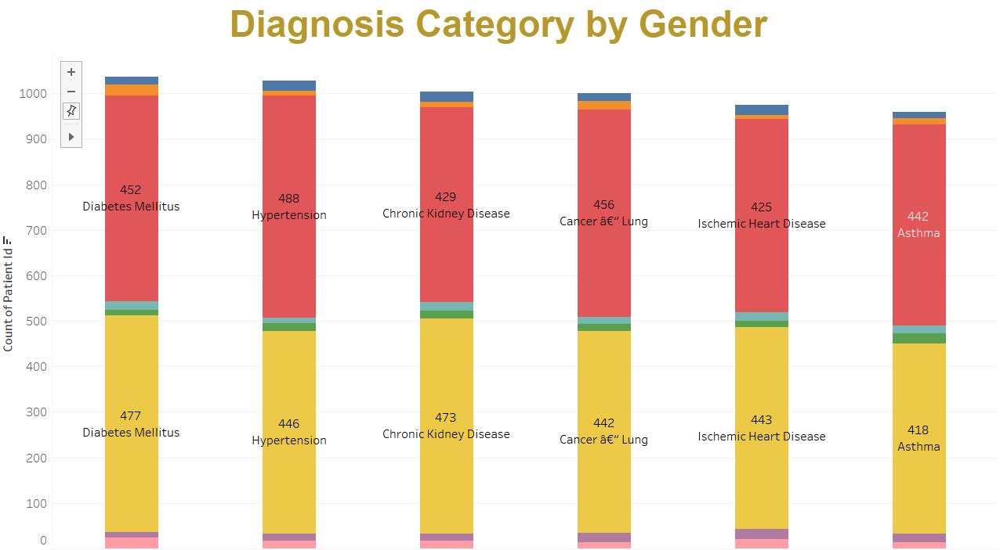 Diagnosis Category by Gender
1000
900
800
700
600
500
400
300
200
100
0
Count of Patient Id
452
Diabetes Mellitus
488
Hypertension
429
Chronic Kidney Disease
456
Cancer â€“ Lung
425
Ischemic Heart Disease
442
Asthma
477
Diabetes Mellitus
446
Hypertension
473
Chronic Kidney Disease
442
Cancer â€“ Lung
443
Ischemic Heart Disease
418
Asthma